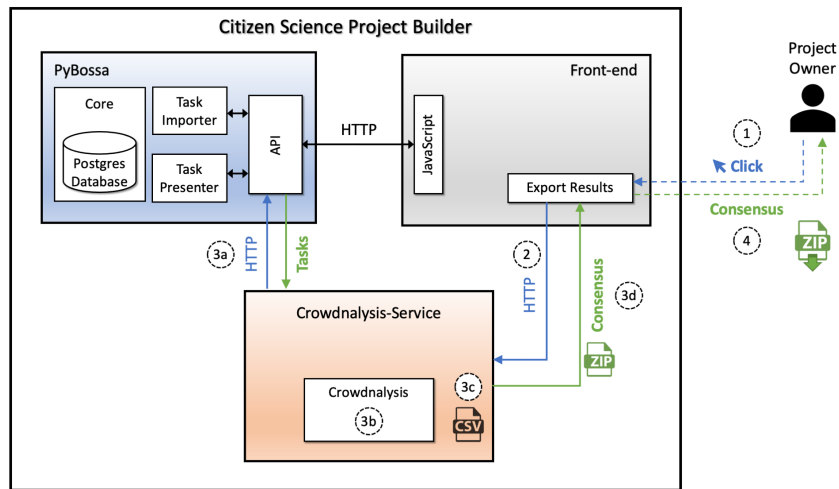 Citizen Science Project Builder
PyBossa
Core
Postgres
Database
Task
Importer
Task
Presenter
API
HTTP
Front-end
JavaScript
Export Results
Project
Owner
1
Click
Consensus
4
ZIP
3a
HTTP
Tasks
2
HTTP
Consensus
3d
ZIP
Crowdnalysis-Service
Crowdnalysis
3b
3c
CSV